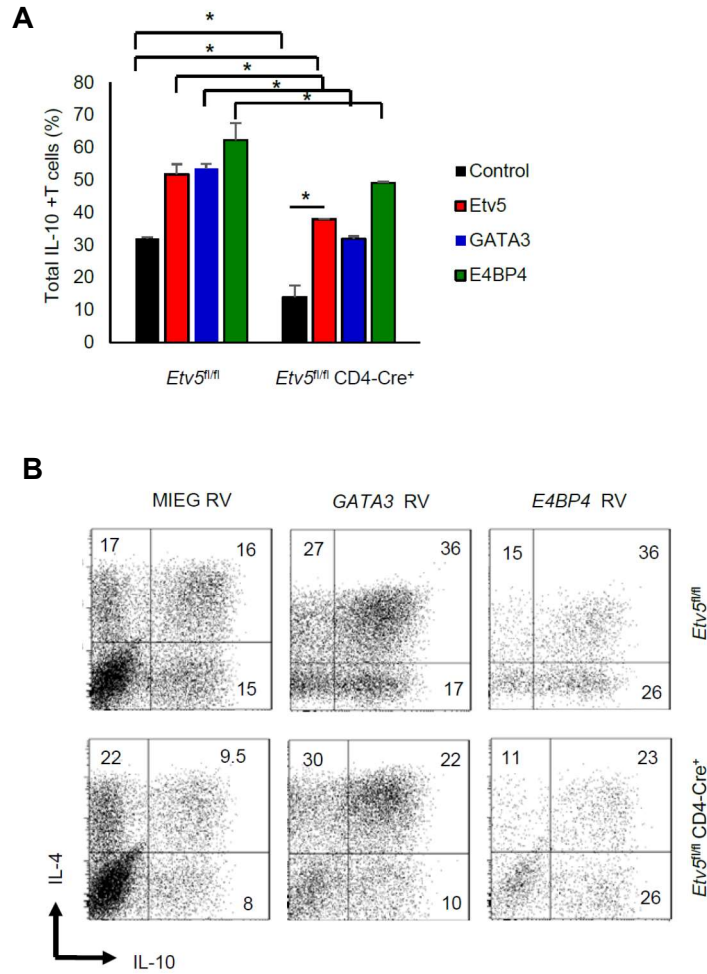 A
*
*
*
*
*
80
70
60
50
40
30
20
10
0
Total IL-10 +T cells (%)
*
Control
Etv5
GATA3
E4BP4
Etv5fl/fl
Etv5fl/fl CD4-Cre+
B
MIEG RV
GATA3 RV
E4BP4 RV
17
16
15
27
36
17
15
36
26
Etv5fl/fl
22
9.5
8
30
22
10
11
23
26
Etv5fl/fl CD4-Cre+
IL-4
IL-10